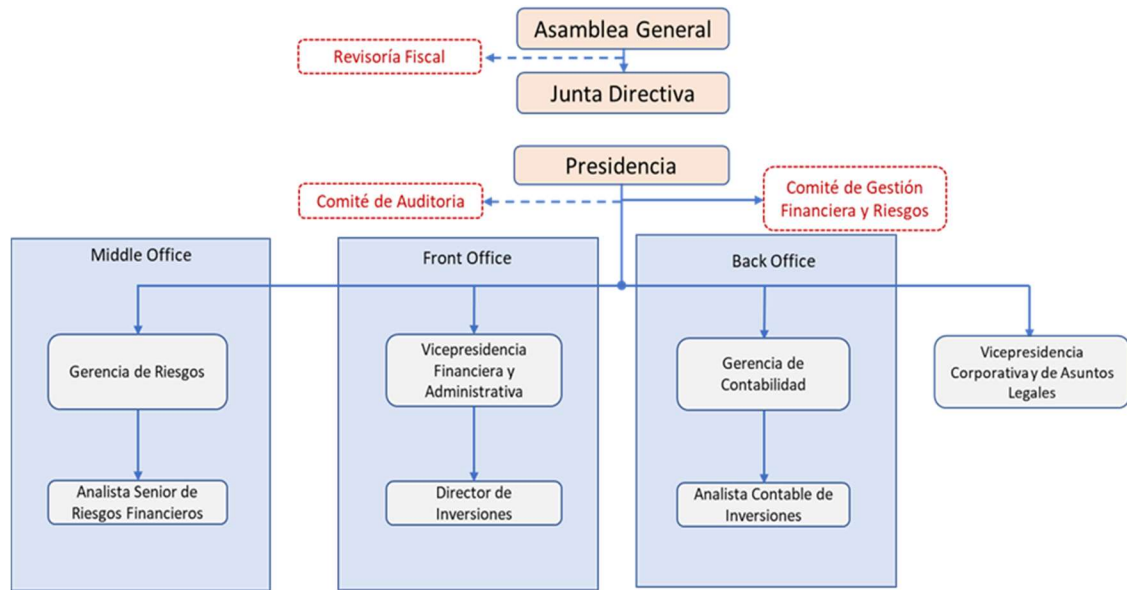 Asamblea General
Revisoría Fiscal
Junta Directiva
Presidencia
Comité de Auditoria
Comité de Gestión
Financiera y Riesgos
Middle Office
Front Office
Back Office
Gerencia de Riesgos
Vicepresidencia
Financiera y
Administrativa
Gerencia de
Contabilidad
Vicepresidencia
Corporativa y de Asuntos
Legales
Analista Senior de
Riesgos Financieros
Director de
Inversiones
Analista Contable de
Inversiones